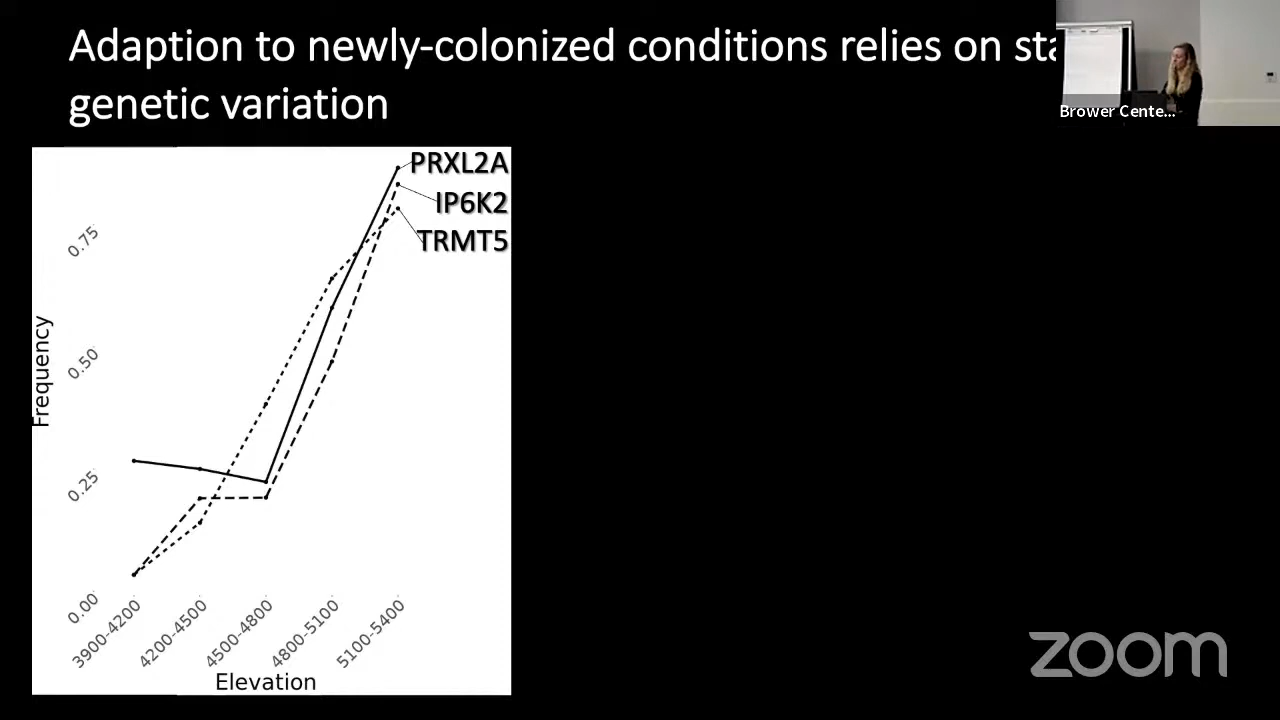 Adaption to newly-colonized conditions relies on
genetic variation
Brower Cente...
PRXL2A
IP6K2
TRMT5
0.75
0.50
0.25
0.00
Frequency
3900-4200
4200-4500
4500-4800
4800-5100
5100-5400
Elevation
zoom